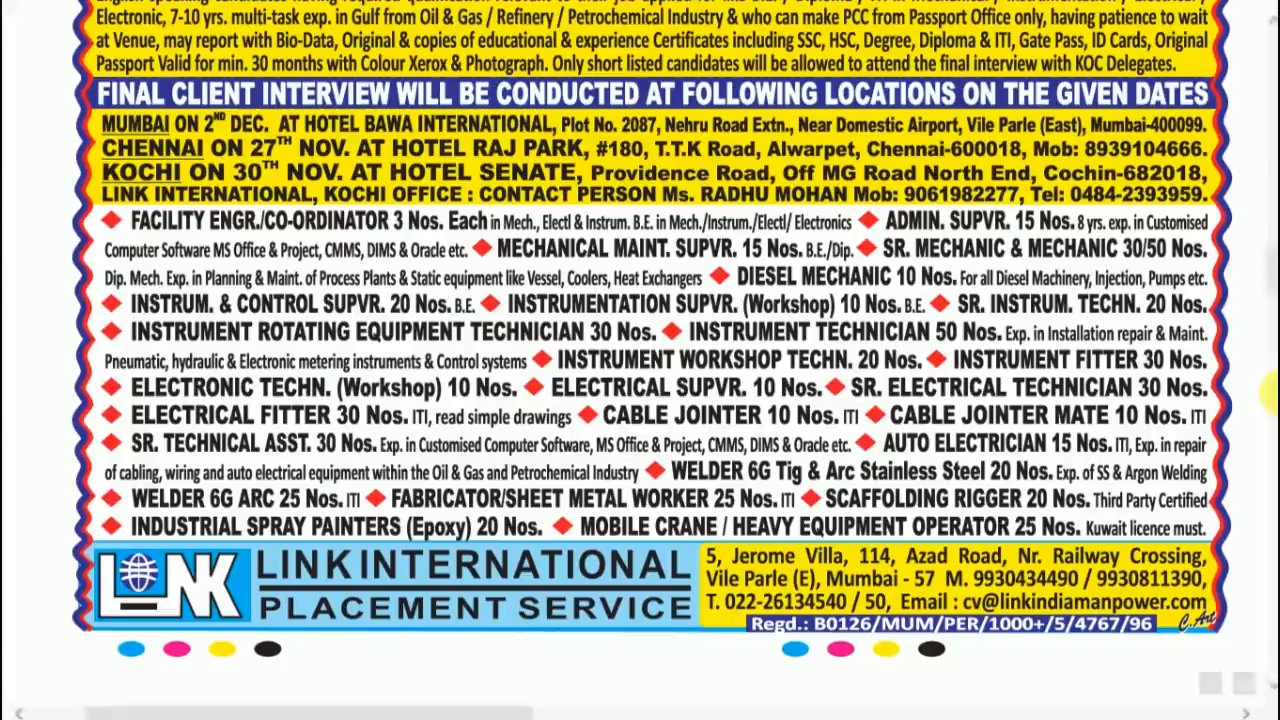 Electronic, 7-10 yrs. multi-task exp. in Gulf from Oil & Gas / Refinery / Petrochemical Industry & who can make PCC from Passport Office only, having patience to wait
at Venue, may report with Bio-Data, Original & copies of educational & experience Certificates including SSC, HSC, Degree, Diploma & ITI, Gate Pass, ID Cards, Original
Passport Valid for min. 30 months with Colour Xerox & Photograph. Only short listed candidates will be allowed to attend the final interview with KOC Delegates.
FINAL CLIENT INTERVIEW WILL BE CONDUCTED AT FOLLOWING LOCATIONS ON THE GIVEN DATES
MUMBAI ON 2ND DEC. AT HOTEL BAWA INTERNATIONAL, Plot No. 2087, Nehru Road Extn., Near Domestic Airport, Vile Parle (East), Mumbai-400099.
CHENNAI ON 27TH NOV. AT HOTEL RAJ PARK, #180, T.T.K Road, Alwarpet, Chennai-600018, Mob: 8939104666.
KOCHI ON 30TH NOV. AT HOTEL SENATE, Providence Road, Off MG Road North End, Cochin-682018,
LINK INTERNATIONAL, KOCHI OFFICE : CONTACT PERSON Ms. RADHU MOHAN Mob: 9061982277, Tel: 0484-2393959.
◆ FACILITY ENGR./CO-ORDINATOR 3 Nos. Each in Mech., Electl & Instrum. B.E. in Mech./Instrum./Electl/ Electronics ◆ ADMIN. SUPVR. 15 Nos. 8 yrs. exp. in Customised
Computer Software MS Office & Project, CMMS, DIMS & Oracle etc. ◆ MECHANICAL MAINT. SUPVR. 15 Nos. B.E./Dip. ◆ SR. MECHANIC & MECHANIC 30/50 Nos.
Dip. Mech. Exp. in Planning & Maint. of Process Plants & Static equipment like Vessel, Coolers, Heat Exchangers ◆ DIESEL MECHANIC 10 Nos. For all Diesel Machinery, Injection, Pumps etc.
◆ INSTRUM. & CONTROL SUPVR. 20 Nos. B.E. ◆ INSTRUMENTATION SUPVR. (Workshop) 10 Nos. B.E. ◆ SR. INSTRUM. TECHN. 20 Nos.
◆ INSTRUMENT ROTATING EQUIPMENT TECHNICIAN 30 Nos. ◆ INSTRUMENT TECHNICIAN 50 Nos. Exp. in Installation repair & Maint.
Pneumatic, hydraulic & Electronic metering instruments & Control systems ◆ INSTRUMENT WORKSHOP TECHN. 20 Nos. ◆ INSTRUMENT FITTER 30 Nos.
◆ ELECTRONIC TECHN. (Workshop) 10 Nos. ◆ ELECTRICAL SUPVR. 10 Nos. ◆ SR. ELECTRICAL TECHNICIAN 30 Nos.
◆ ELECTRICAL FITTER 30 Nos. ITI, read simple drawings ◆ CABLE JOINTER 10 Nos. ITI ◆ CABLE JOINTER MATE 10 Nos. ITI
◆ SR. TECHNICAL ASST. 30 Nos. Exp. in Customised Computer Software, MS Office & Project, CMMS, DIMS & Oracle etc. ◆ AUTO ELECTRICIAN 15 Nos. ITI, Exp. in repair
of cabling, wiring and auto electrical equipment within the Oil & Gas and Petrochemical Industry ◆ WELDER 6G Tig & Arc Stainless Steel 20 Nos. Exp. of SS & Argon Welding
◆ WELDER 6G ARC 25 Nos. ITI ◆ FABRICATOR/SHEET METAL WORKER 25 Nos. ITI ◆ SCAFFOLDING RIGGER 20 Nos. Third Party Certified
◆ INDUSTRIAL SPRAY PAINTERS (Epoxy) 20 Nos. ◆ MOBILE CRANE / HEAVY EQUIPMENT OPERATOR 25 Nos. Kuwait licence must.
LINK
LINK INTERNATIONAL
PLACEMENT SERVICE
5, Jerome Villa, 114, Azad Road, Nr. Railway Crossing,
Vile Parle (E), Mumbai - 57 M. 9930434490 / 9930811390,
T. 022-26134540 / 50, Email : cv@linkindiamanpower.com
Regd.: B0126/MUM/PER/1000+/5/4767/96
C.Art